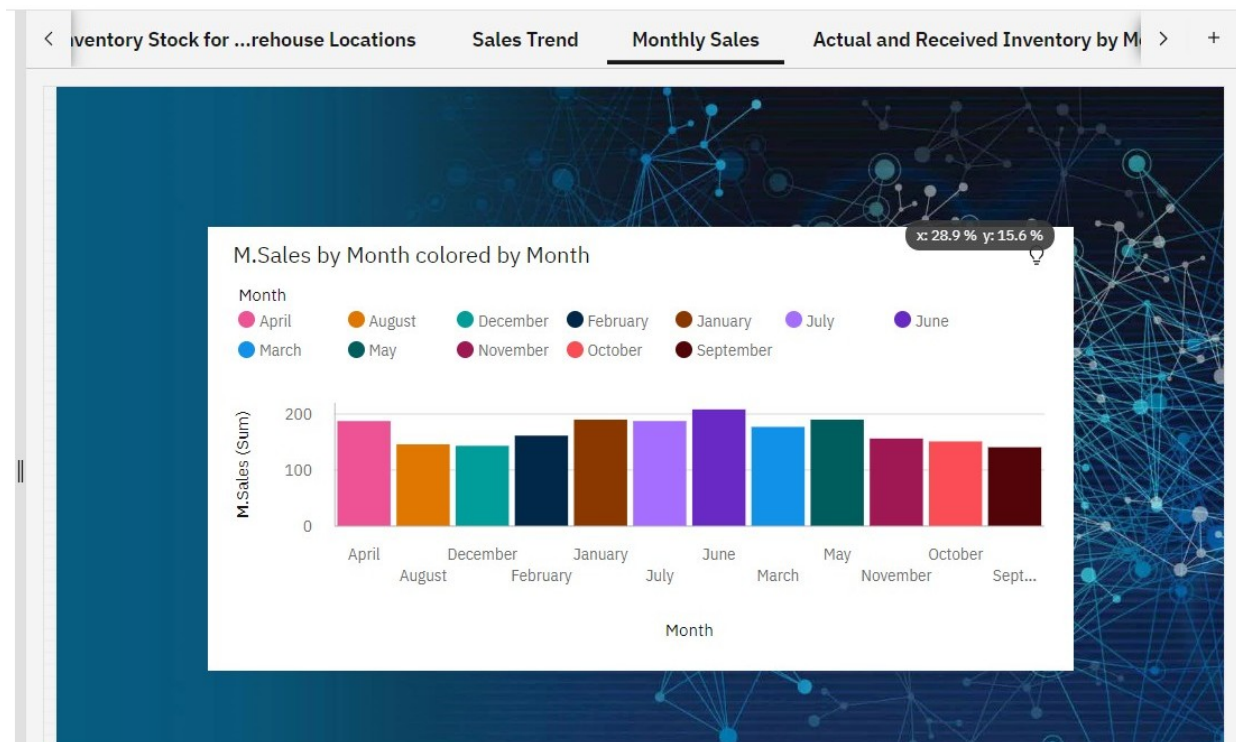 iventory Stock for ...rehouse Locations Sales Trend Monthly Sales Actual and Received Inventory by M
x: 28.9 % y: 15.6 %
M.Sales by Month colored by Month
Month
April August December February January July June
March May November October September
M.Sales (Sum)
200
100
0
April December January June May October
August February July March November Sept...
Month